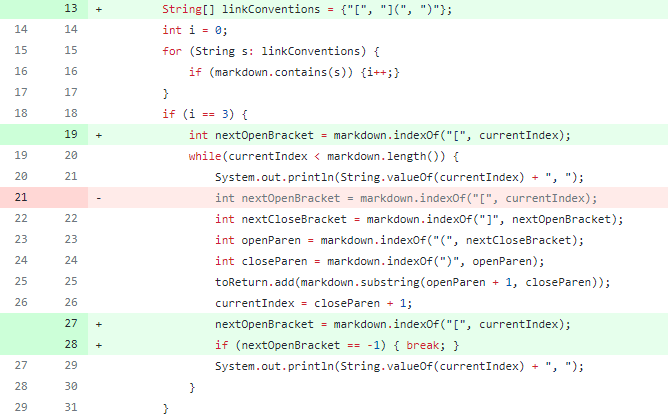 13 + String[] linkConventions = {"[", "](", ")"};
14 14 int i = 0;
15 15 for (String s: linkConventions) {
16 16 if (markdown.contains(s)) {i++;}
17 17 }
18 18 if (i == 3) {
19 + int nextOpenBracket = markdown.indexOf("[", currentIndex);
19 20 while(currentIndex < markdown.length()) {
20 21 System.out.println(String.valueOf(currentIndex) + ", ");
21 - int nextOpenBracket = markdown.indexOf("[", currentIndex);
22 22 int nextCloseBracket = markdown.indexOf("]", nextOpenBracket);
23 23 int openParen = markdown.indexOf("(", nextCloseBracket);
24 24 int closeParen = markdown.indexOf(")", openParen);
25 25 toReturn.add(markdown.substring(openParen + 1, closeParen));
26 26 currentIndex = closeParen + 1;
27 + nextOpenBracket = markdown.indexOf("[", currentIndex);
28 + if (nextOpenBracket == -1) { break; }
27 29 System.out.println(String.valueOf(currentIndex) + ", ");
28 30 }
29 31 }